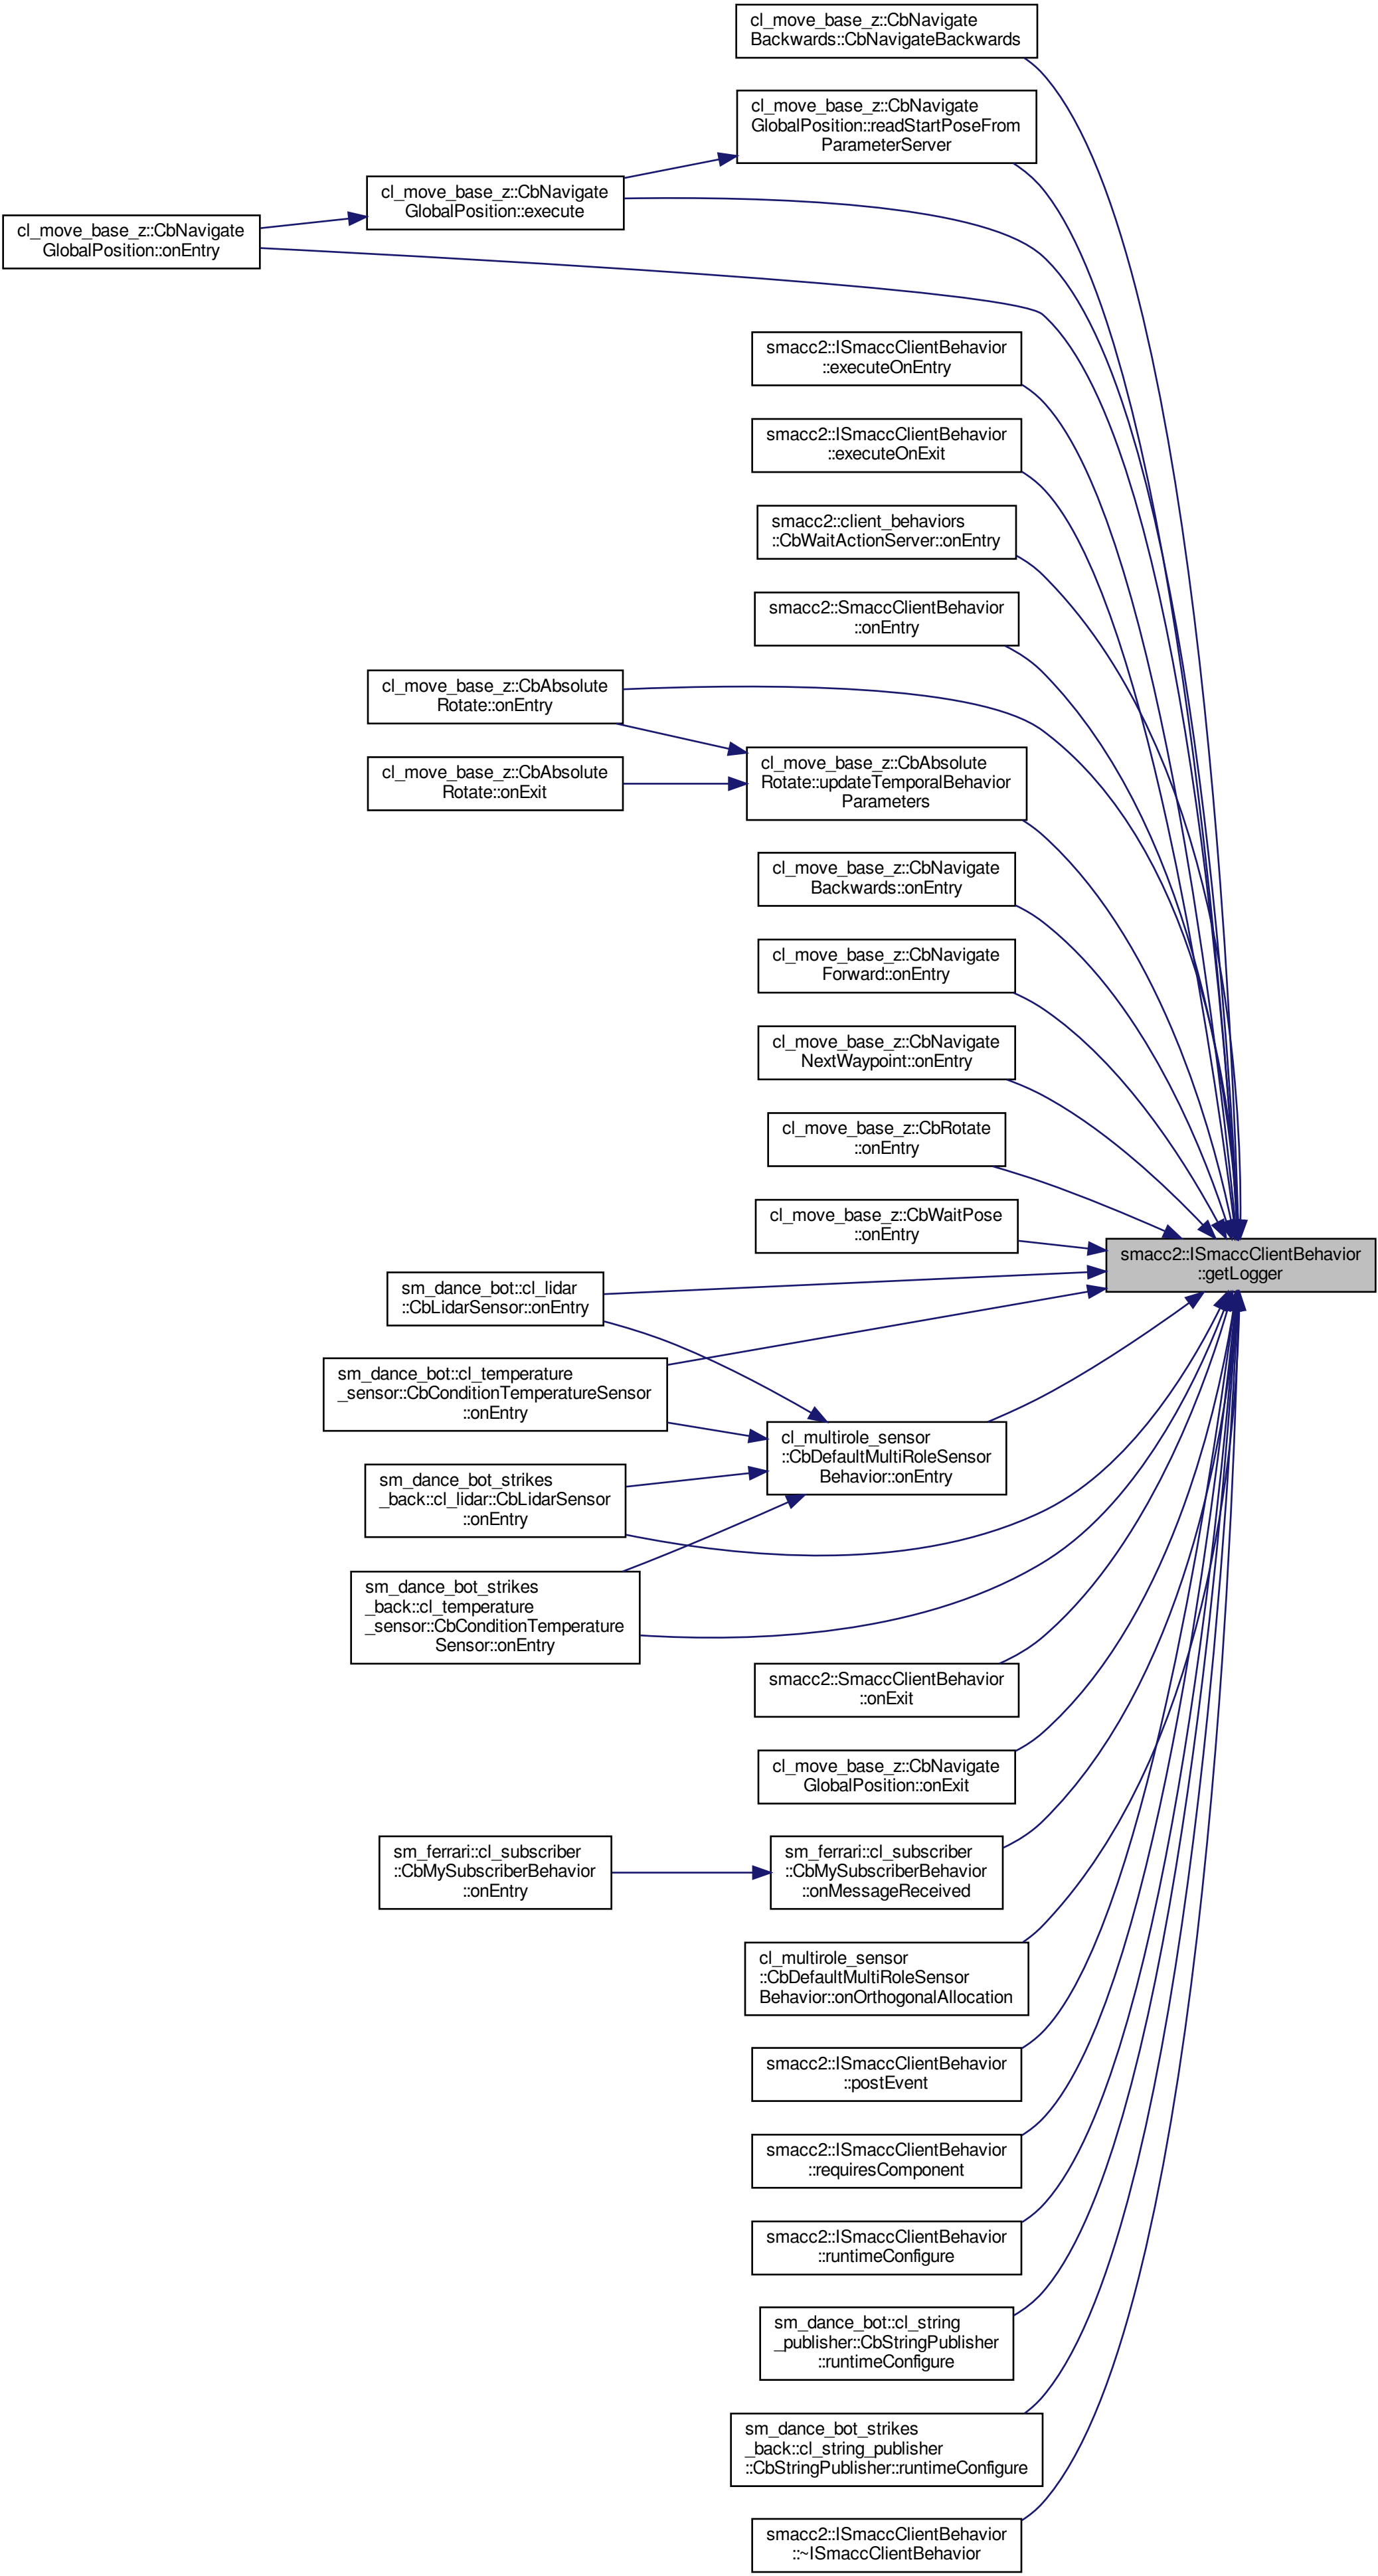 cl_move_base_z::CbNavigate
Backwards::CbNavigateBackwards
cl_move_base_z::CbNavigate
GlobalPosition::readStartPoseFrom
ParameterServer
cl_move_base_z::CbNavigate
GlobalPosition::execute
cl_move_base_z::CbNavigate
GlobalPosition::onEntry
smacc2::ISmaccClientBehavior
::executeOnEntry
smacc2::ISmaccClientBehavior
::executeOnExit
smacc2::client_behaviors
::CbWaitActionServer::onEntry
smacc2::SmaccClientBehavior
::onEntry
cl_move_base_z::CbAbsolute
Rotate::onEntry
cl_move_base_z::CbAbsolute
Rotate::updateTemporalBehavior
Parameters
cl_move_base_z::CbAbsolute
Rotate::onExit
cl_move_base_z::CbNavigate
Backwards::onEntry
cl_move_base_z::CbNavigate
Forward::onEntry
cl_move_base_z::CbNavigate
NextWaypoint::onEntry
cl_move_base_z::CbRotate
::onEntry
cl_move_base_z::CbWaitPose
::onEntry
smacc2::ISmaccClientBehavior
::getLogger
sm_dance_bot::cl_lidar
::CbLidarSensor::onEntry
sm_dance_bot::cl_temperature
_sensor::CbConditionTemperatureSensor
::onEntry
cl_multirole_sensor
::CbDefaultMultiRoleSensor
Behavior::onEntry
sm_dance_bot_strikes
_back::cl_lidar::CbLidarSensor
::onEntry
sm_dance_bot_strikes
_back::cl_temperature
_sensor::CbConditionTemperature
Sensor::onEntry
smacc2::SmaccClientBehavior
::onExit
cl_move_base_z::CbNavigate
GlobalPosition::onExit
sm_ferrari::cl_subscriber
::CbMySubscriberBehavior
::onEntry
sm_ferrari::cl_subscriber
::CbMySubscriberBehavior
::onMessageReceived
cl_multirole_sensor
::CbDefaultMultiRoleSensor
Behavior::onOrthogonalAllocation
smacc2::ISmaccClientBehavior
::postEvent
smacc2::ISmaccClientBehavior
::requiresComponent
smacc2::ISmaccClientBehavior
::runtimeConfigure
sm_dance_bot::cl_string
_publisher::CbStringPublisher
::runtimeConfigure
sm_dance_bot_strikes
_back::cl_string_publisher
::CbStringPublisher::runtimeConfigure
smacc2::ISmaccClientBehavior
::~ISmaccClientBehavior